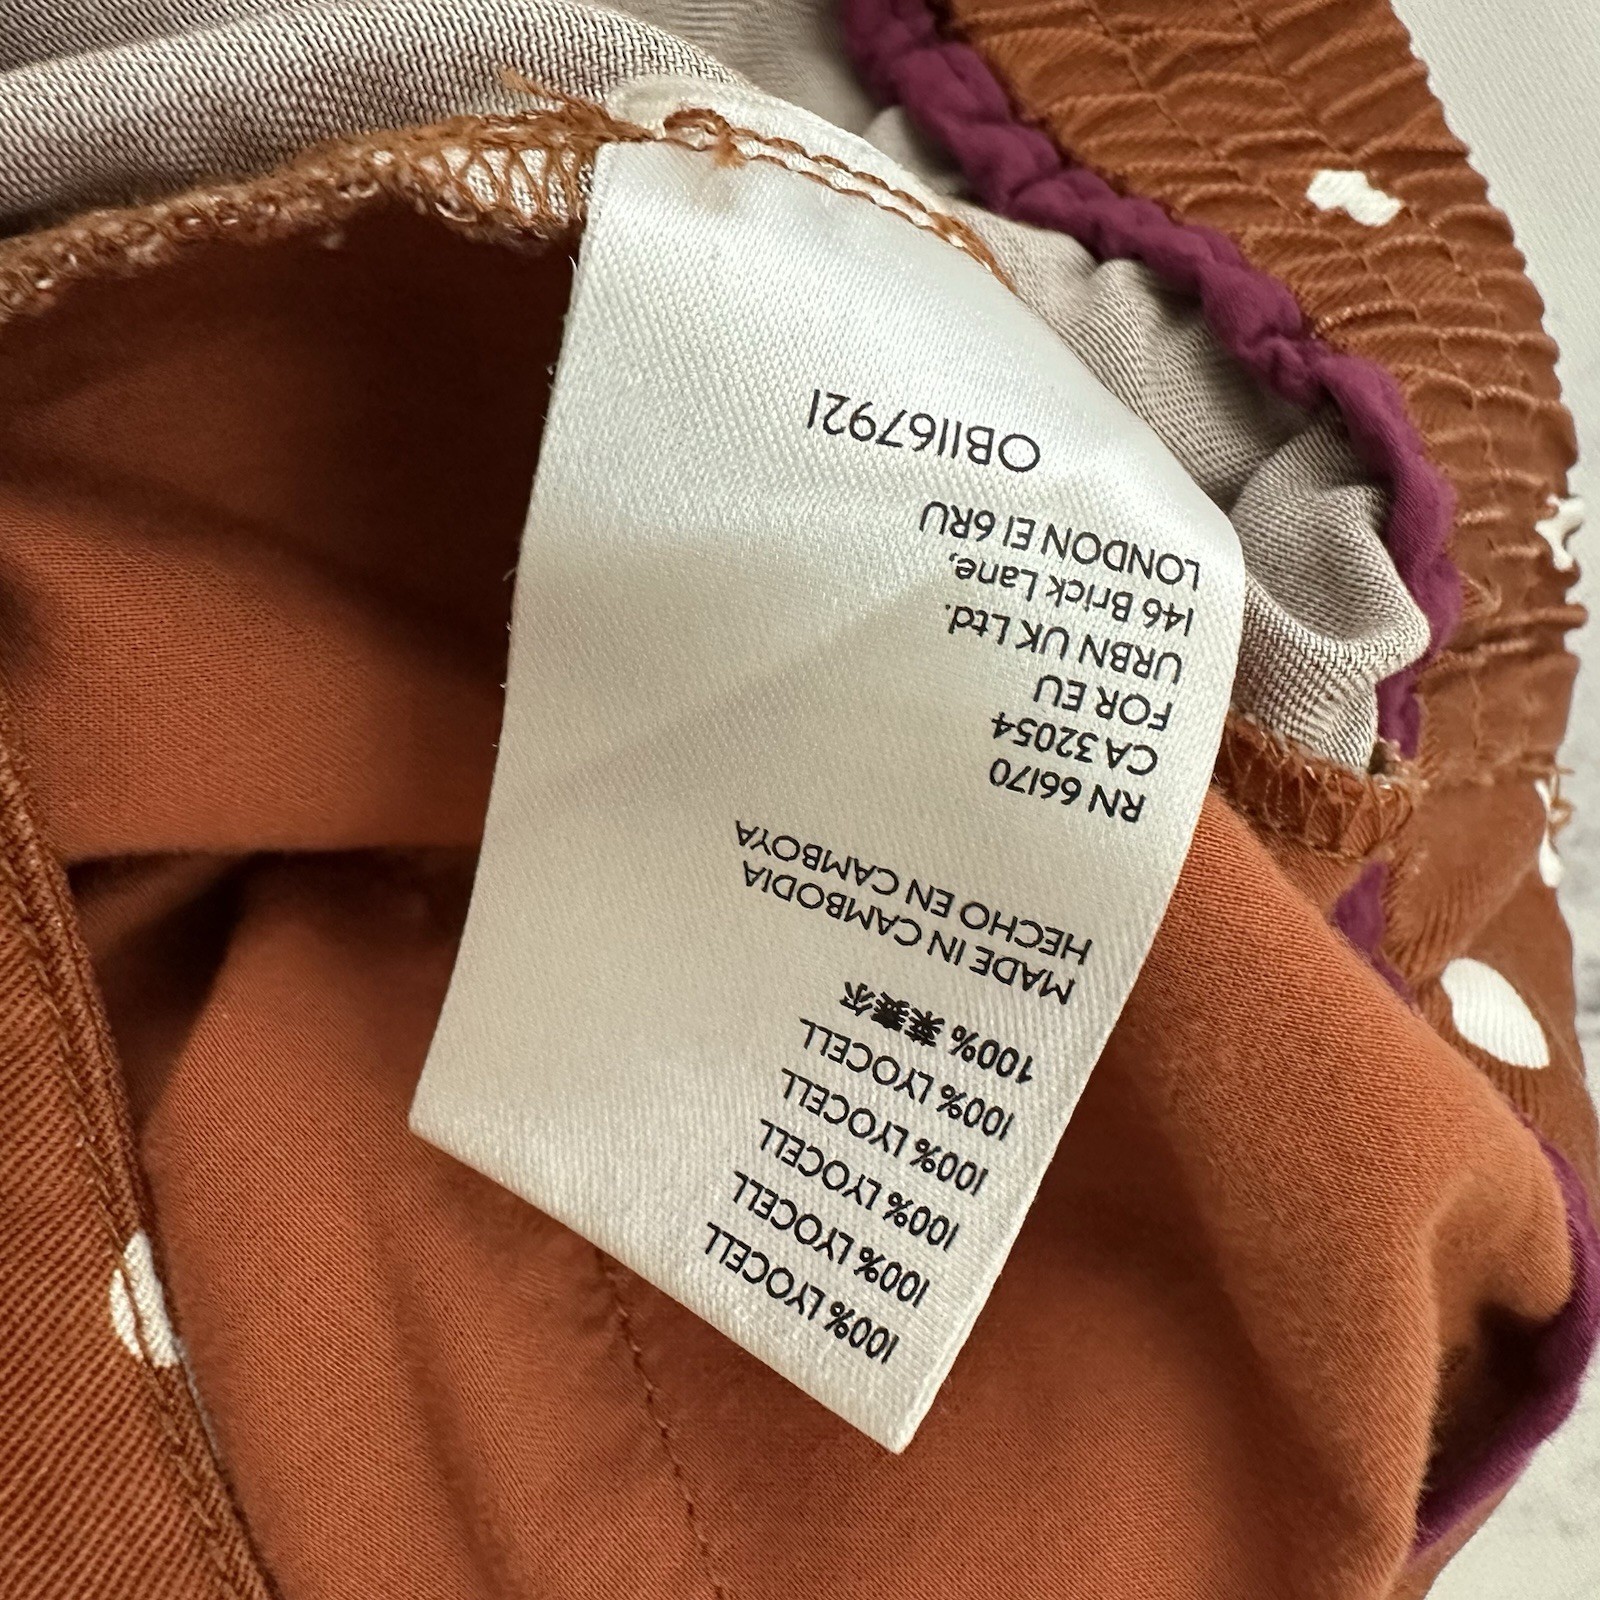 100% LYOCELL
100% LYOCELL
100% LYOCELL
100% LYOCELL
100% LYOCELL
100% 莱赛尔
MADE IN CAMBODIA
HECHO EN CAMBOYA
RN 66170
CA 32054
FOR EU
URBN UK Ltd.
146 Brick Lane,
LONDON E1 6RU
OB1167921